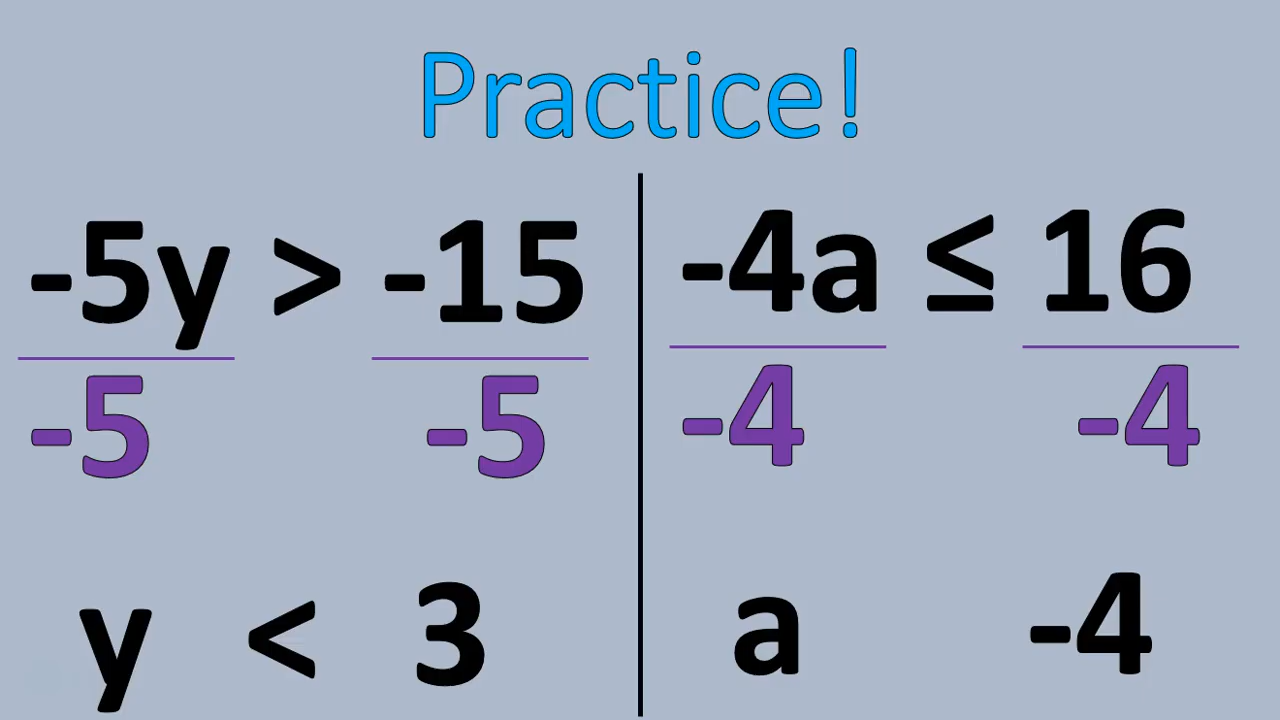 Practice!
-5y > -15
-5 -5
y < 3
-4a ≤ 16
-4 -4
a -4